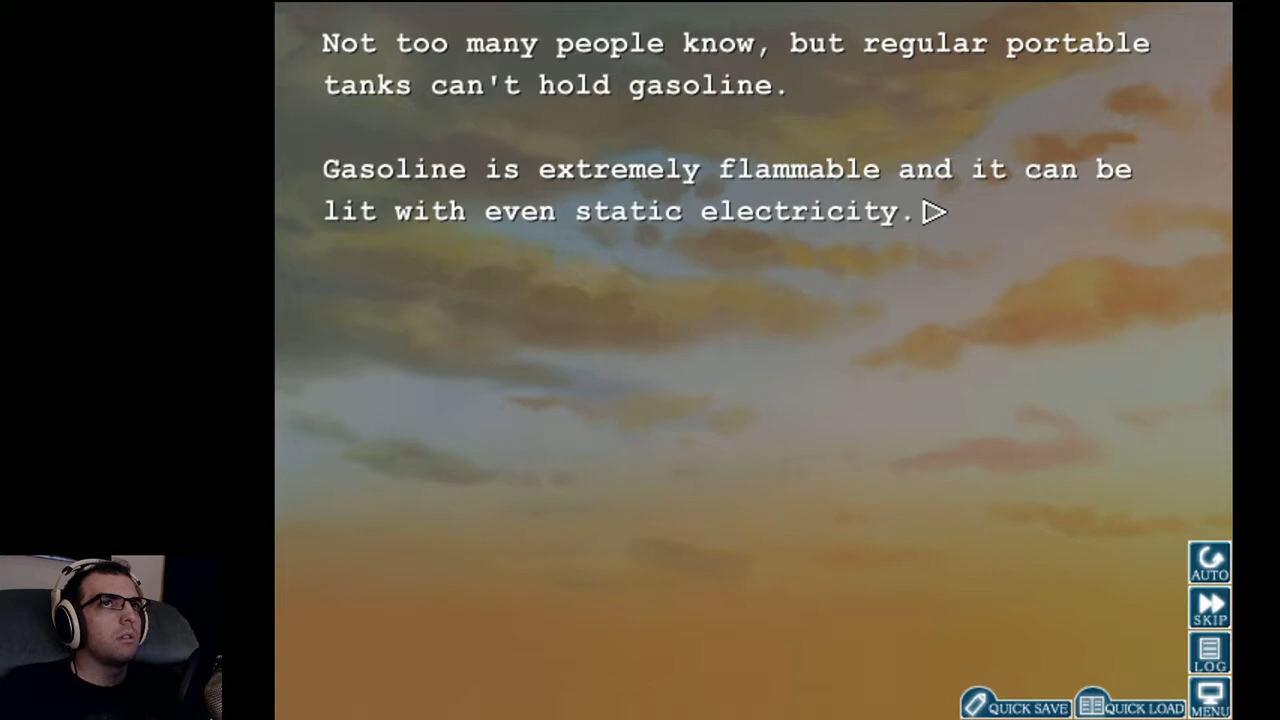 Not too many people know, but regular portable
tanks can't hold gasoline.
Gasoline is extremely flammable and it can be
lit with even static electricity.
AUTO
SKIP
LOG
MENU
QUICK SAVE
QUICK LOAD